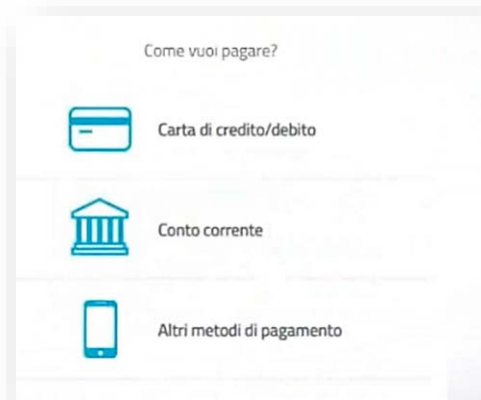 Come vuoi pagare?
Carta di credito/debito
Conto corrente
Altri metodi di pagamento